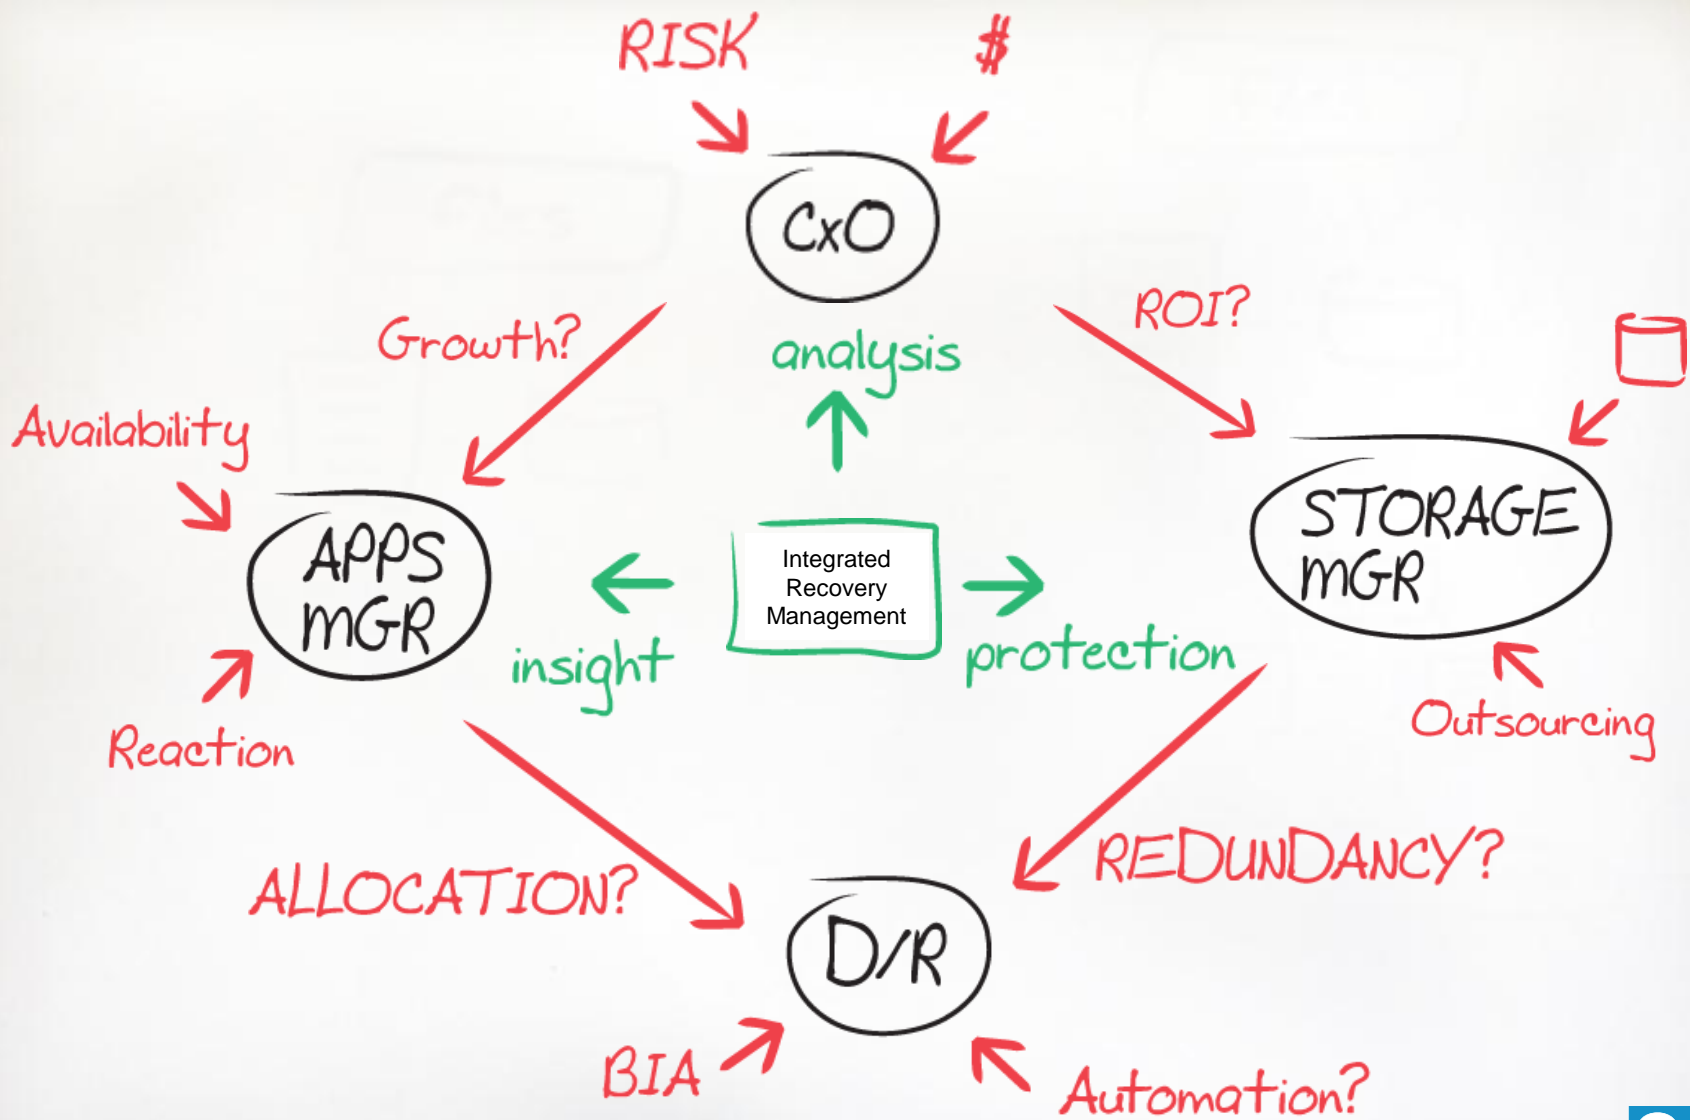 RISK
$
CxO
Growth?
ROI?
analysis
Availability
APPS
MGR
STORAGE
MGR
Integrated
Recovery
Management
insight
protection
Reaction
Outsourcing
ALLOCATION?
REDUNDANCY?
D/R
BIA
Automation?